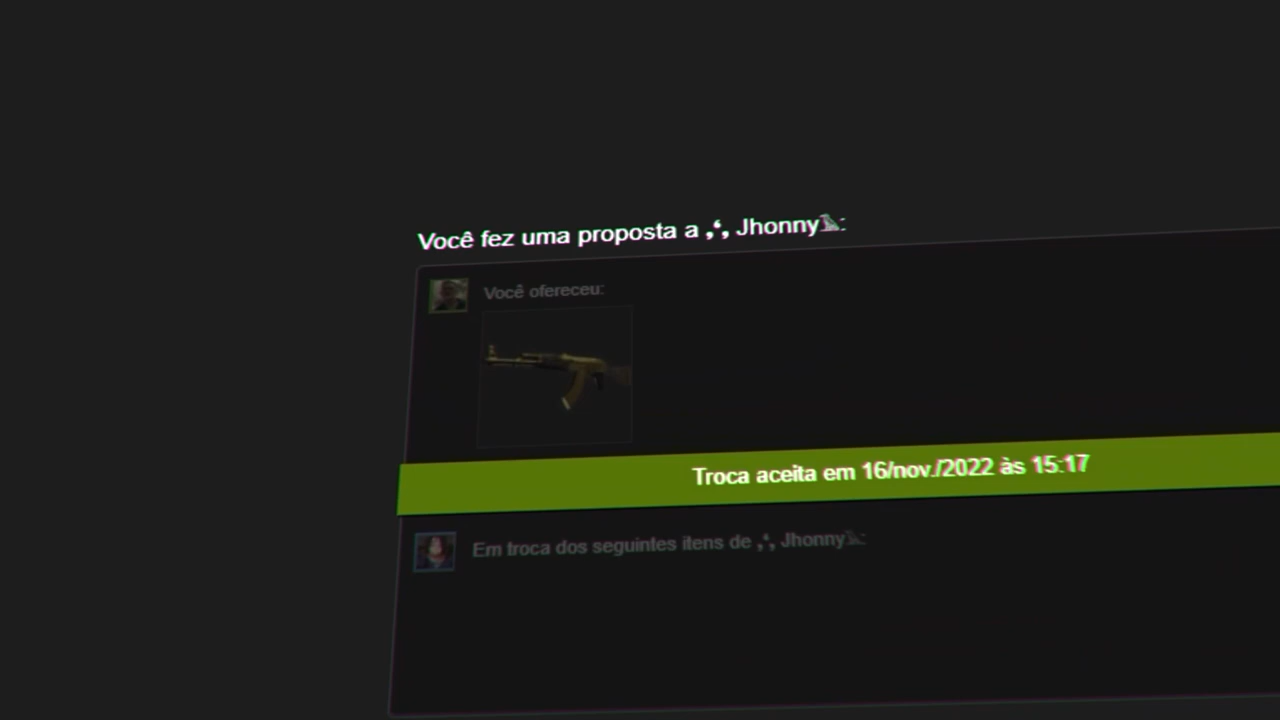 Você fez uma proposta a ,‘, Jhonny:
Você ofereceu:
Troca aceita em 16/nov./2022 às 15:17
Em troca dos seguintes itens de ,‘, Jhonny: